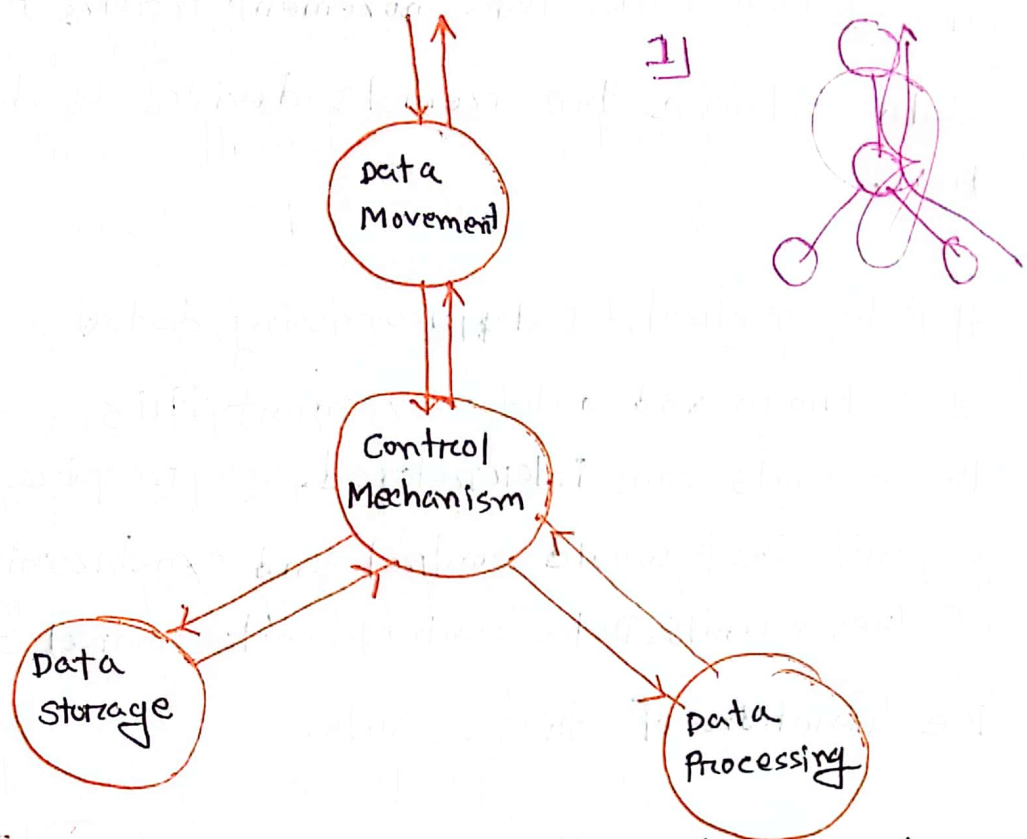 1]
Data
Movement
Control
Mechanism
Data
Storage
Data
Processing